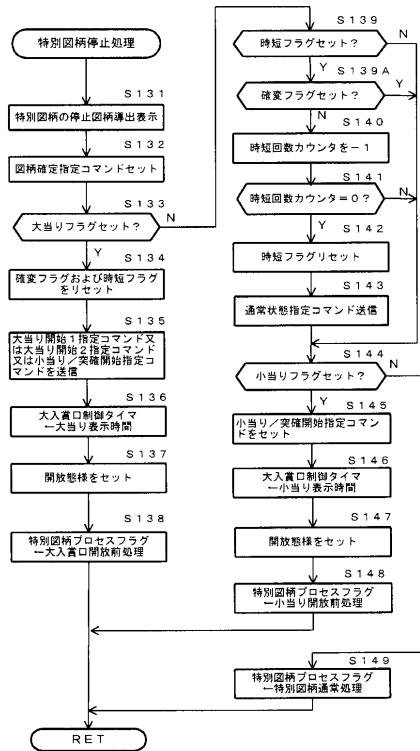 特別図柄停止処理
S131
特別図柄の停止図柄導出表示
S132
図柄確定指定コマンドセット
S133
大当りフラグセット?
N
Y
S134
確変フラグおよび時短フラグ
をリセット
S135
大当り開始1指定コマンド又
は大当り開始2指定コマンド
又は小当り/突確開始指定コ
マンドを送信
S136
大入賞口制御タイマ
←大当り表示時間
S137
開放態様をセット
S138
特別図柄プロセスフラグ
←大入賞口開放前処理
RET
S139
時短フラグセット?
N
Y
S139A
確変フラグセット?
Y
N
S140
時短回数カウンタを-1
S141
時短回数カウンタ=0?
N
Y
S142
時短フラグリセット
S143
通常状態指定コマンド送信
S144
小当りフラグセット?
N
Y
S145
小当り/突確開始指定コマン
ドをセット
S146
大入賞口制御タイマ
←小当り表示時間
S147
開放態様をセット
S148
特別図柄プロセスフラグ
←小当り開放前処理
S149
特別図柄プロセスフラグ
←特別図柄通常処理